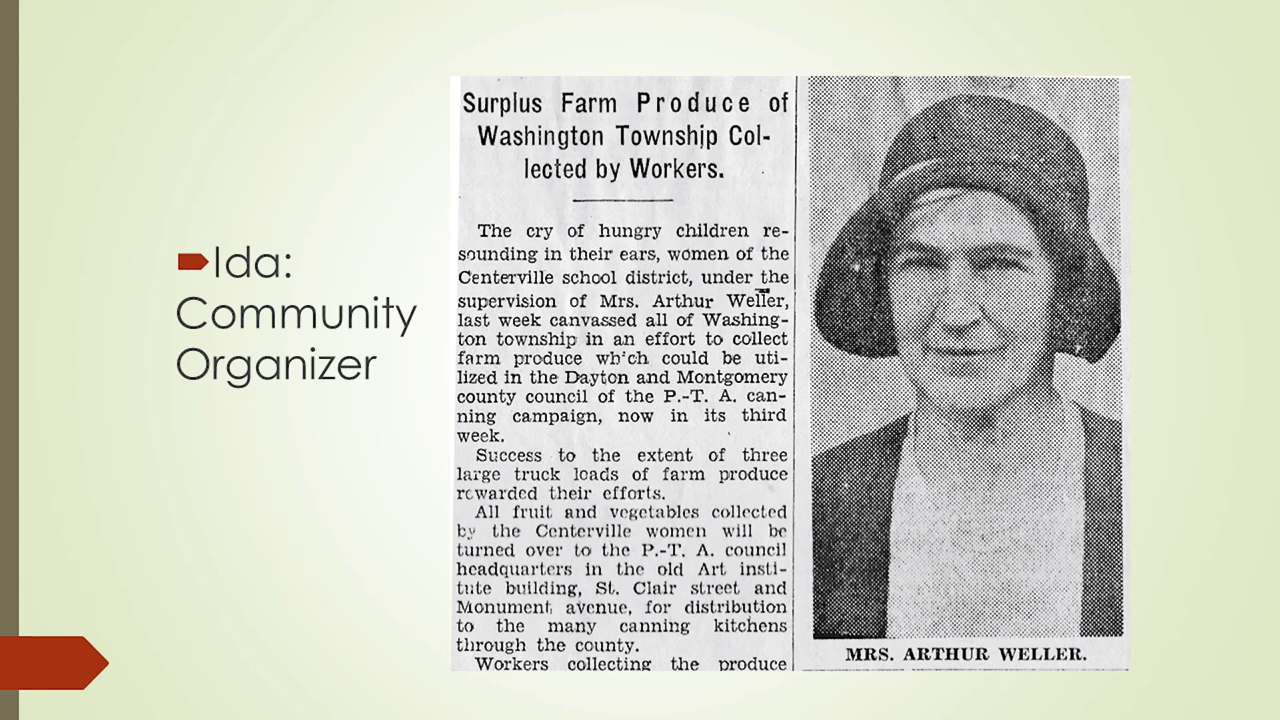 Ida:
Community
Organizer
Surplus Farm Produce of
Washington Township Col-
lected by Workers.
The cry of hungry children re-
sounding in their ears, women of the
Centerville school district, under the
supervision of Mrs. Arthur Weller,
last week canvassed all of Washing-
ton township in an effort to collect
farm produce which could be uti-
lized in the Dayton and Montgomery
county council of the P.-T. A. can-
ning campaign, now in its third
week.
Success to the extent of three
large truck loads of farm produce
rewarded their efforts.
All fruit and vegetables collected
by the Centerville women will be
turned over to the P.-T. A. council
headquarters in the old Art insti-
tute building, St. Clair street and
Monument avenue, for distribution
to the many canning kitchens
through the county.
Workers collecting the produce
MRS. ARTHUR WELLER.